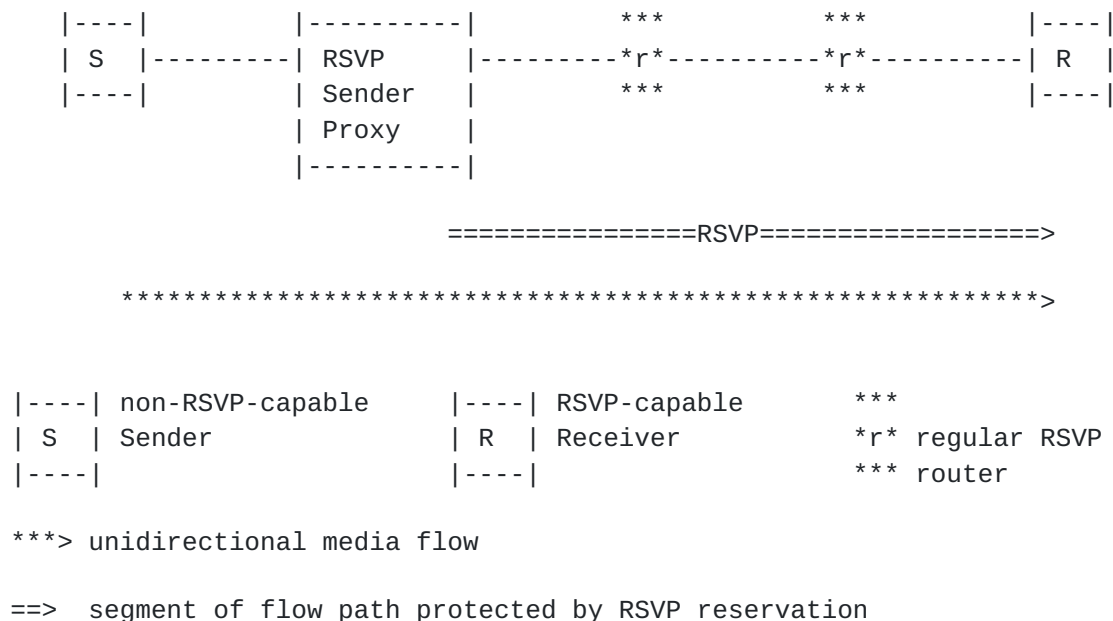 |----|         |----------|         ***          ***          |----|
   | S  |---------| RSVP     |---------*r*----------*r*----------| R  |
   |----|         | Sender   |         ***          ***          |----|
                  | Proxy    |
                  |----------|

                            ================RSVP==================>

       ***********************************************************>

|----| non-RSVP-capable     |----| RSVP-capable       ***
| S  | Sender               | R  | Receiver           *r* regular RSVP
|----|                      |----|                    *** router

***> unidirectional media flow

==>  segment of flow path protected by RSVP reservation